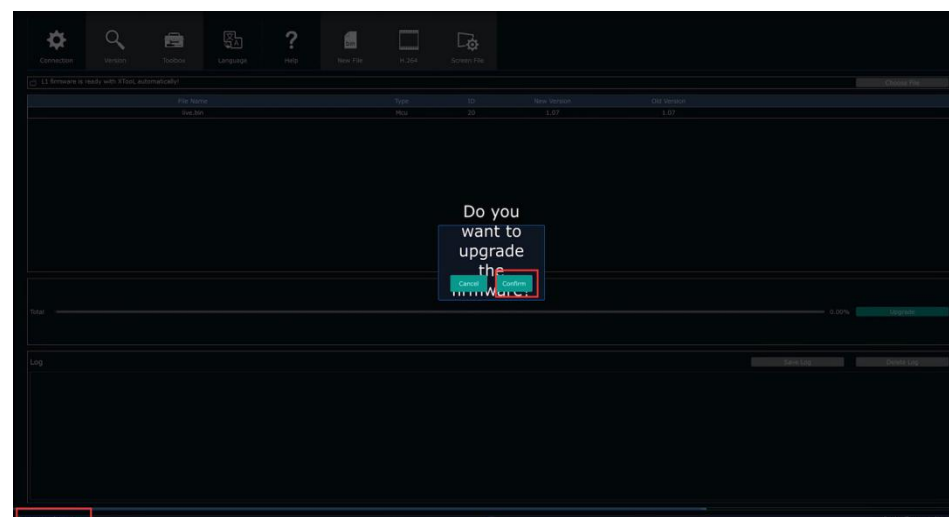 Connection Version Toolbox Language Help New File H.264 Screen File
L1 firmware is ready with XTool automatically!
Choose File
File Name Type ID New Version Old Version
live.bin Mcu 20 1.07 1.07
Do you
want to
upgrade
the
firmware?
Cancel Confirm
Total 0.00% Upgrade
Log Save Log Delete Log